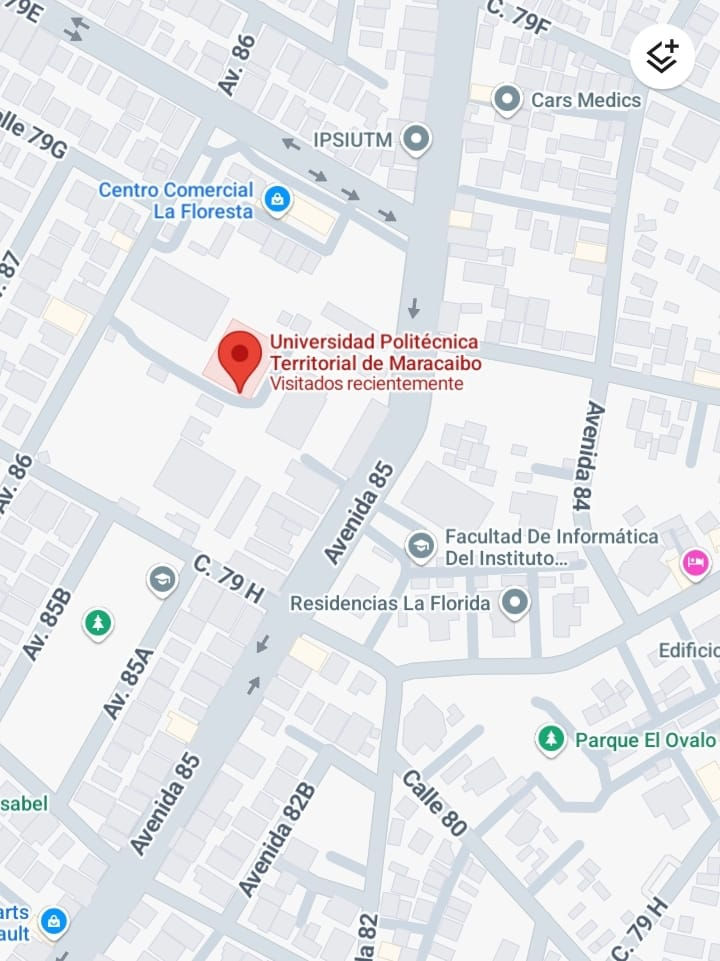 79E
C. 79F
Av. 86
Cars Medics
IPSIUTM
alle 79G
Centro Comercial
La Floresta
v. 87
Universidad Politécnica
Territorial de Maracaibo
Visitados recientemente
Avenida 84
Av. 86
Avenida 85
Facultad De Informática
Del Instituto...
C. 79 H
Residencias La Florida
Av. 85B
Edificio
Av. 85A
Parque El Ovalo
Avenida 85
sabel
Calle 80
Avenida 82B
arts
ault
la 82
C. 79 H